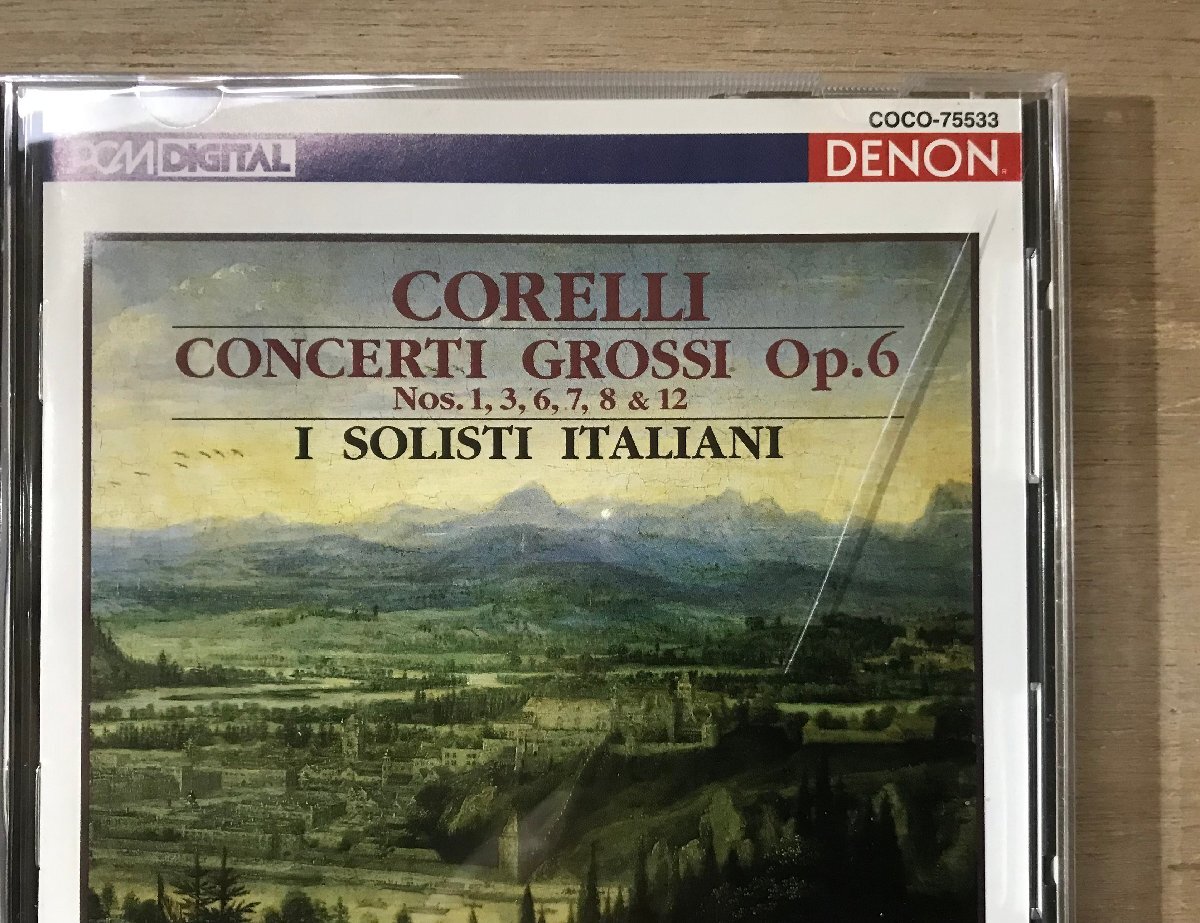 COCO-75533
PCM DIGITAL
DENON
CORELLI
CONCERTI GROSSI Op.6
Nos. 1, 3, 6, 7, 8 & 12
I SOLISTI ITALIANI